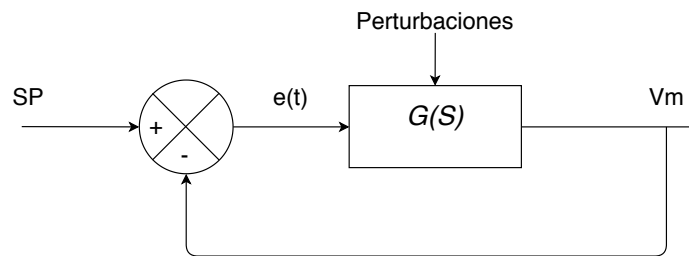 Perturbaciones
SP
e(t)
G(S)
Vm
+
-